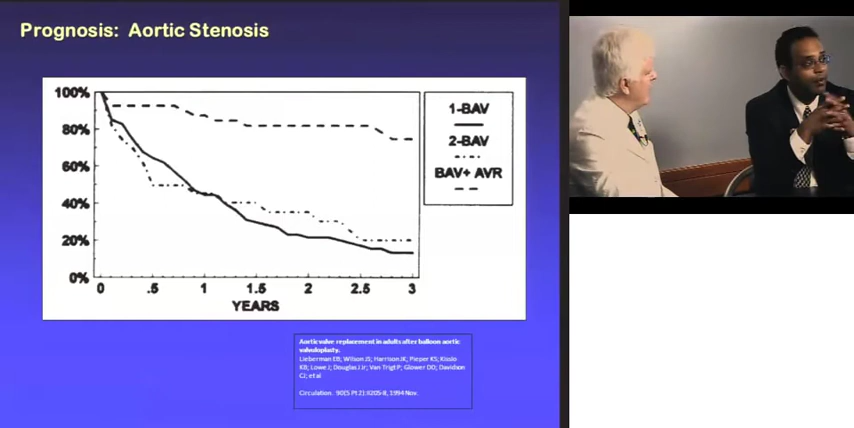 Prognosis: Aortic Stenosis
100%
80%
60%
40%
20%
0%
0 .5 1 1.5 2 2.5 3
YEARS
1-BAV
2-BAV
BAV+ AVR
Aortic valve replacement in adults after balloon aortic
valvuloplasty.
Lieberman EB; Wilson JS; Harrison JK; Pieper KS; Kisslo
KB; Lowe J; Douglas J Jr; Van Trigt P; Glower DD; Davidson
CJ; et al
Circulation. 90(5 Pt 2):II205-8, 1994 Nov.